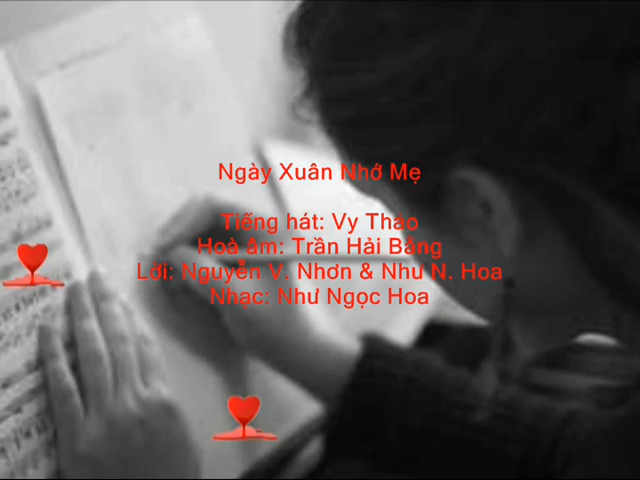 Ngày Xuân Nhớ Mẹ
Tiếng hát: Vy Thảo
Hoà âm: Trần Hải Bằng
Lời: Nguyễn V. Nhơn & Như N. Hoa
Nhạc: Như Ngọc Hoa